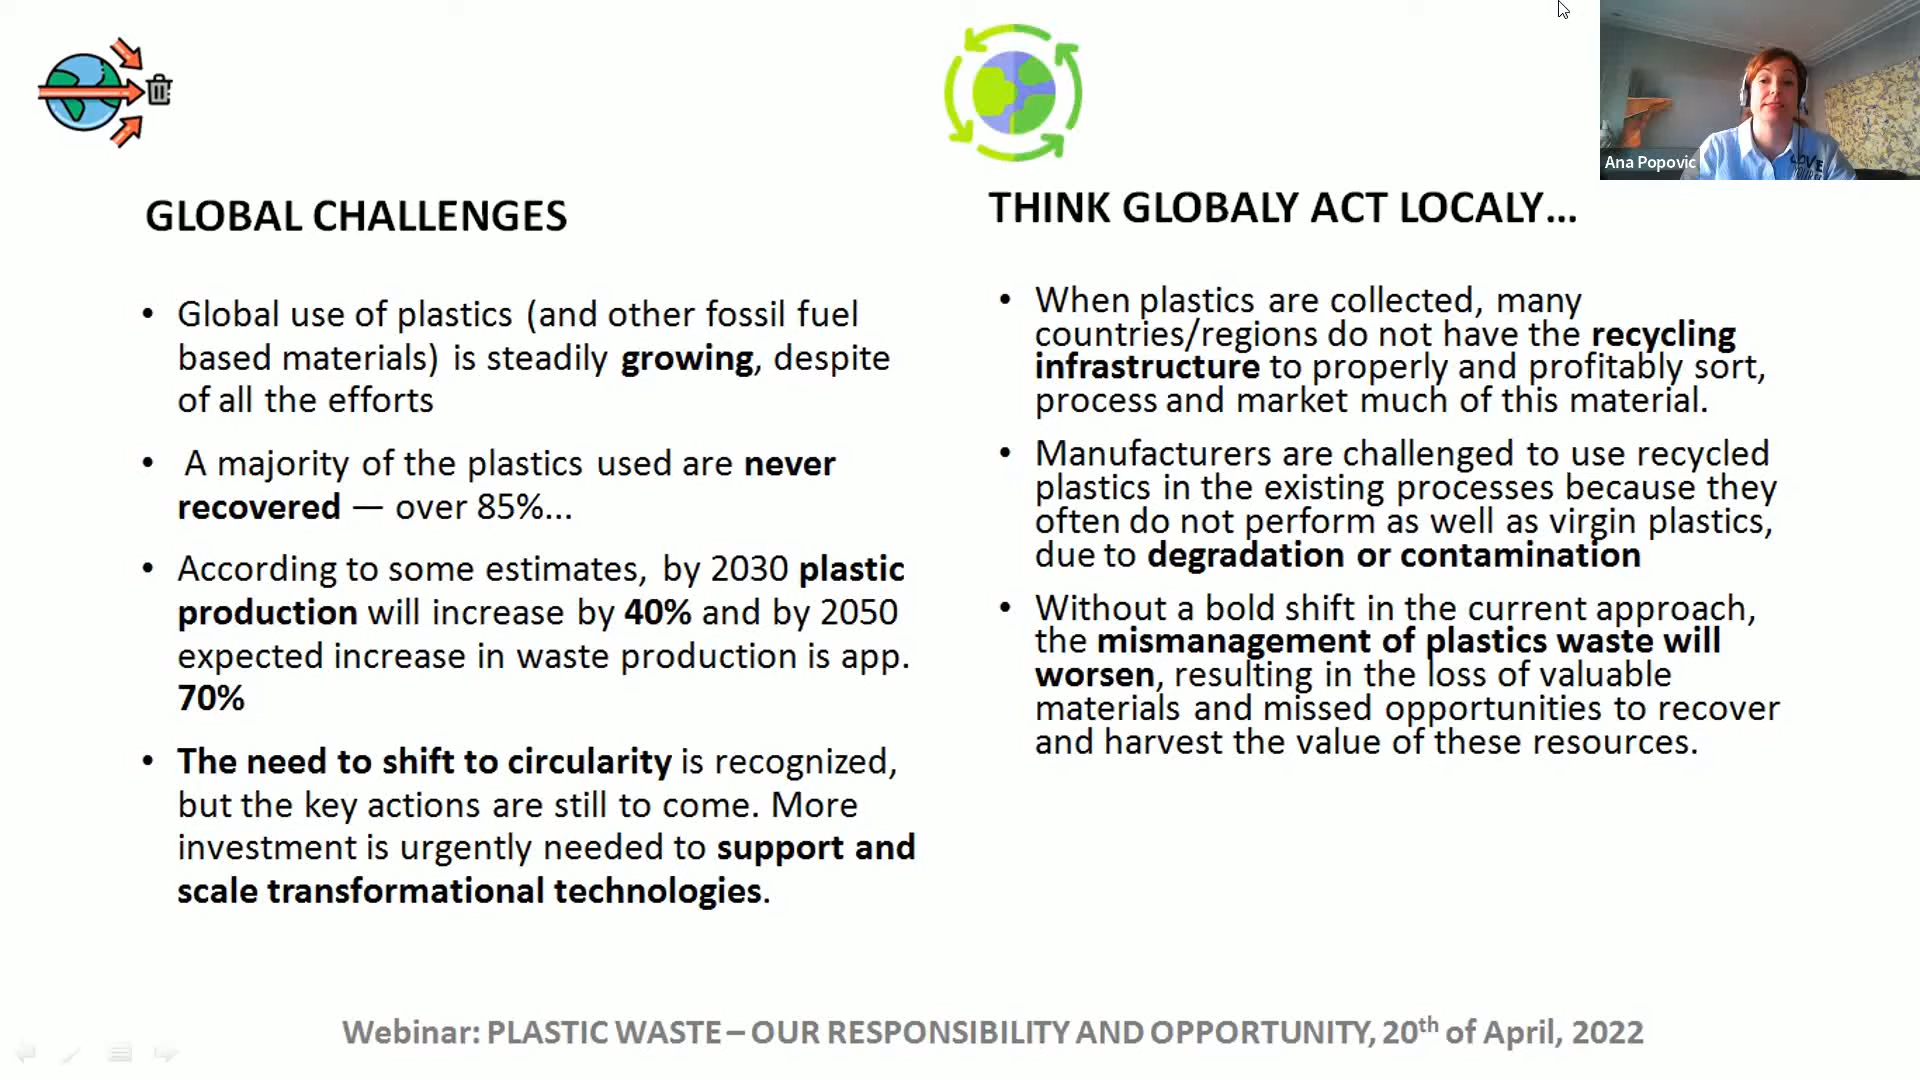 GLOBAL CHALLENGES
• Global use of plastics (and other fossil fuel
based materials) is steadily growing, despite
of all the efforts
• A majority of the plastics used are never
recovered — over 85%...
• According to some estimates, by 2030 plastic
production will increase by 40% and by 2050
expected increase in waste production is app.
70%
• The need to shift to circularity is recognized,
but the key actions are still to come. More
investment is urgently needed to support and
scale transformational technologies.
THINK GLOBALY ACT LOCALY...
• When plastics are collected, many
countries/regions do not have the recycling
infrastructure to properly and profitably sort,
process and market much of this material.
• Manufacturers are challenged to use recycled
plastics in the existing processes because they
often do not perform as well as virgin plastics,
due to degradation or contamination
• Without a bold shift in the current approach,
the mismanagement of plastics waste will
worsen, resulting in the loss of valuable
materials and missed opportunities to recover
and harvest the value of these resources.
Ana Popovic
LOVE
Webinar: PLASTIC WASTE – OUR RESPONSIBILITY AND OPPORTUNITY, 20th of April, 2022